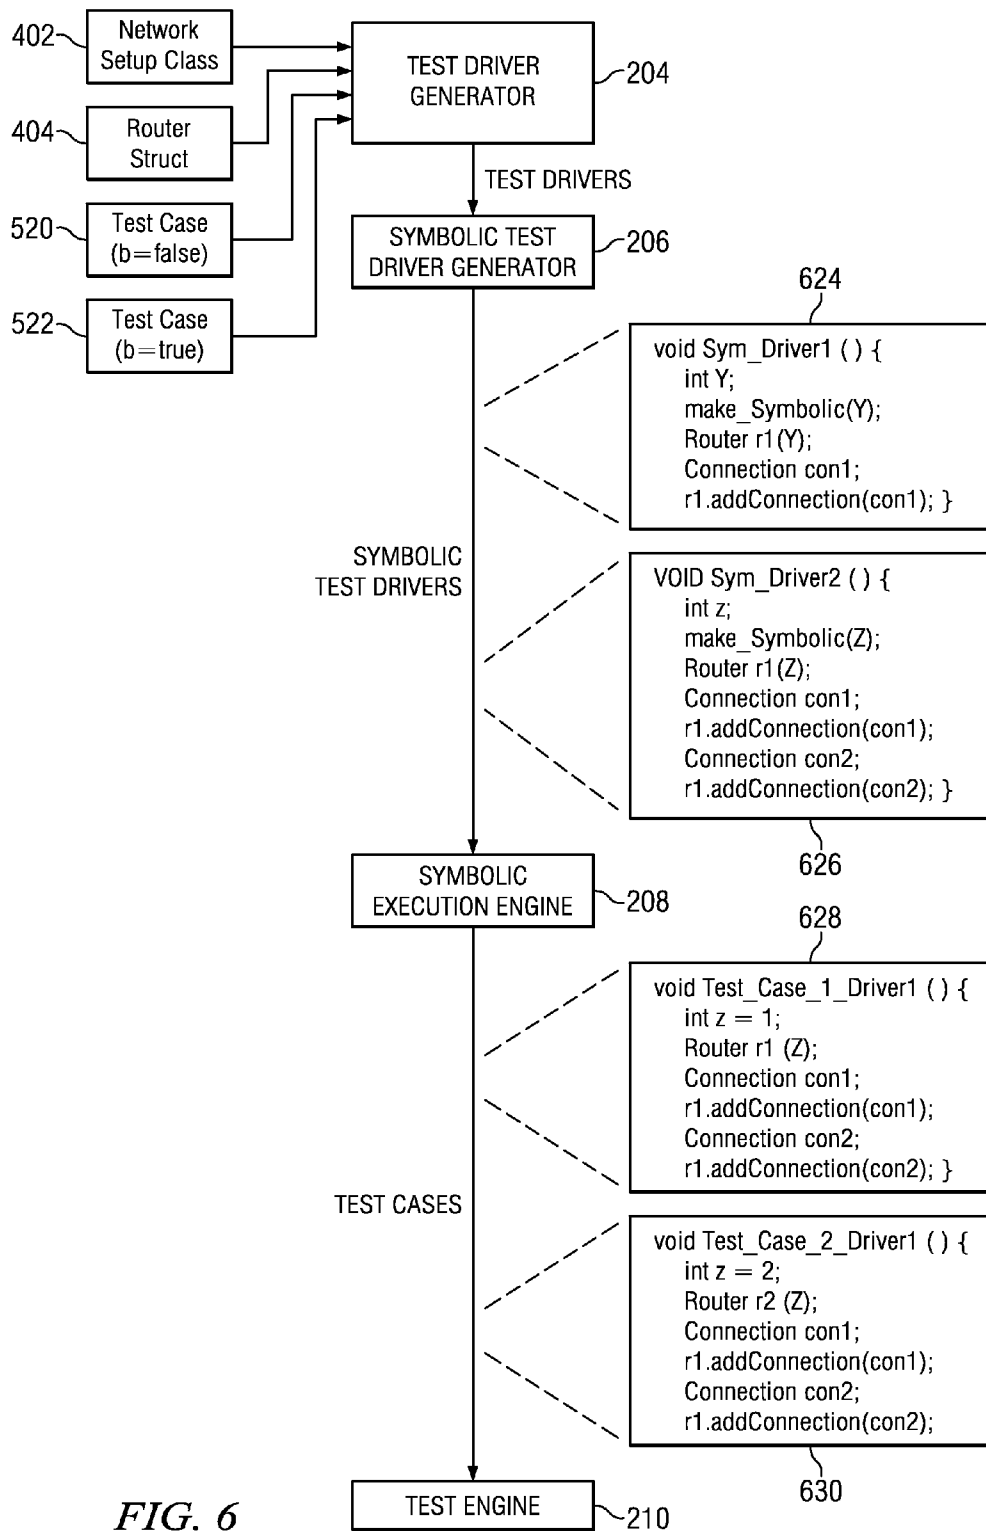 402
Network
Setup Class
404
Router
Struct
520
Test Case
(b=false)
522
Test Case
(b=true)
TEST DRIVER
GENERATOR
204
TEST DRIVERS
SYMBOLIC TEST
DRIVER GENERATOR
206
624
void Sym_Driver1 ( ) {
int Y;
make_Symbolic(Y);
Router r1(Y);
Connection con1;
r1.addConnection(con1); }
SYMBOLIC
TEST DRIVERS
VOID Sym_Driver2 ( ) {
int z;
make_Symbolic(Z);
Router r1(Z);
Connection con1;
r1.addConnection(con1);
Connection con2;
r1.addConnection(con2); }
626
SYMBOLIC
EXECUTION ENGINE
208
628
void Test_Case_1_Driver1 ( ) {
int z = 1;
Router r1 (Z);
Connection con1;
r1.addConnection(con1);
Connection con2;
r1.addConnection(con2); }
TEST CASES
void Test_Case_2_Driver1 ( ) {
int z = 2;
Router r2 (Z);
Connection con1;
r1.addConnection(con1);
Connection con2;
r1.addConnection(con2);
630
TEST ENGINE
210
FIG. 6